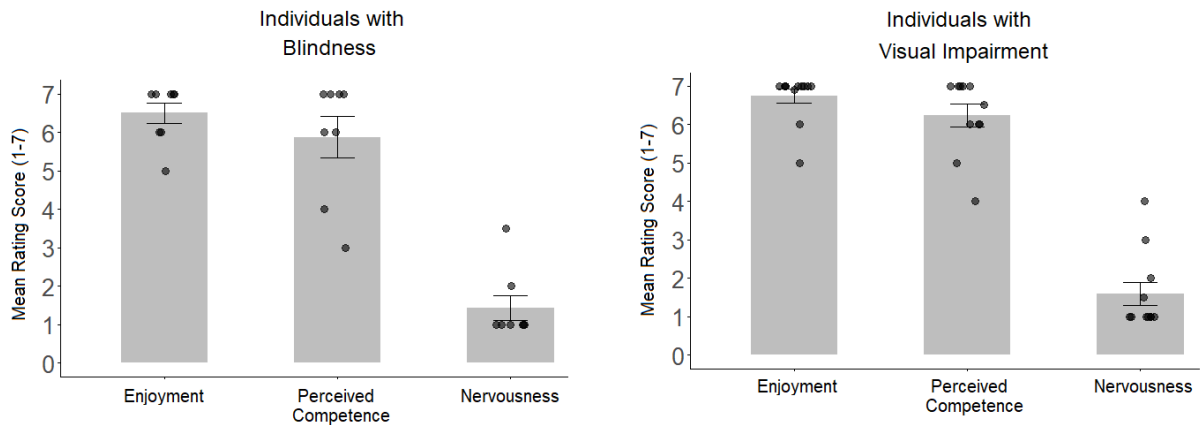 Individuals with
Blindness
Mean Rating Score (1-7)
7
6
5
4
3
2
1
0
Enjoyment
Perceived
Competence
Nervousness
Individuals with
Visual Impairment
Mean Rating Score (1-7)
7
6
5
4
3
2
1
0
Enjoyment
Perceived
Competence
Nervousness